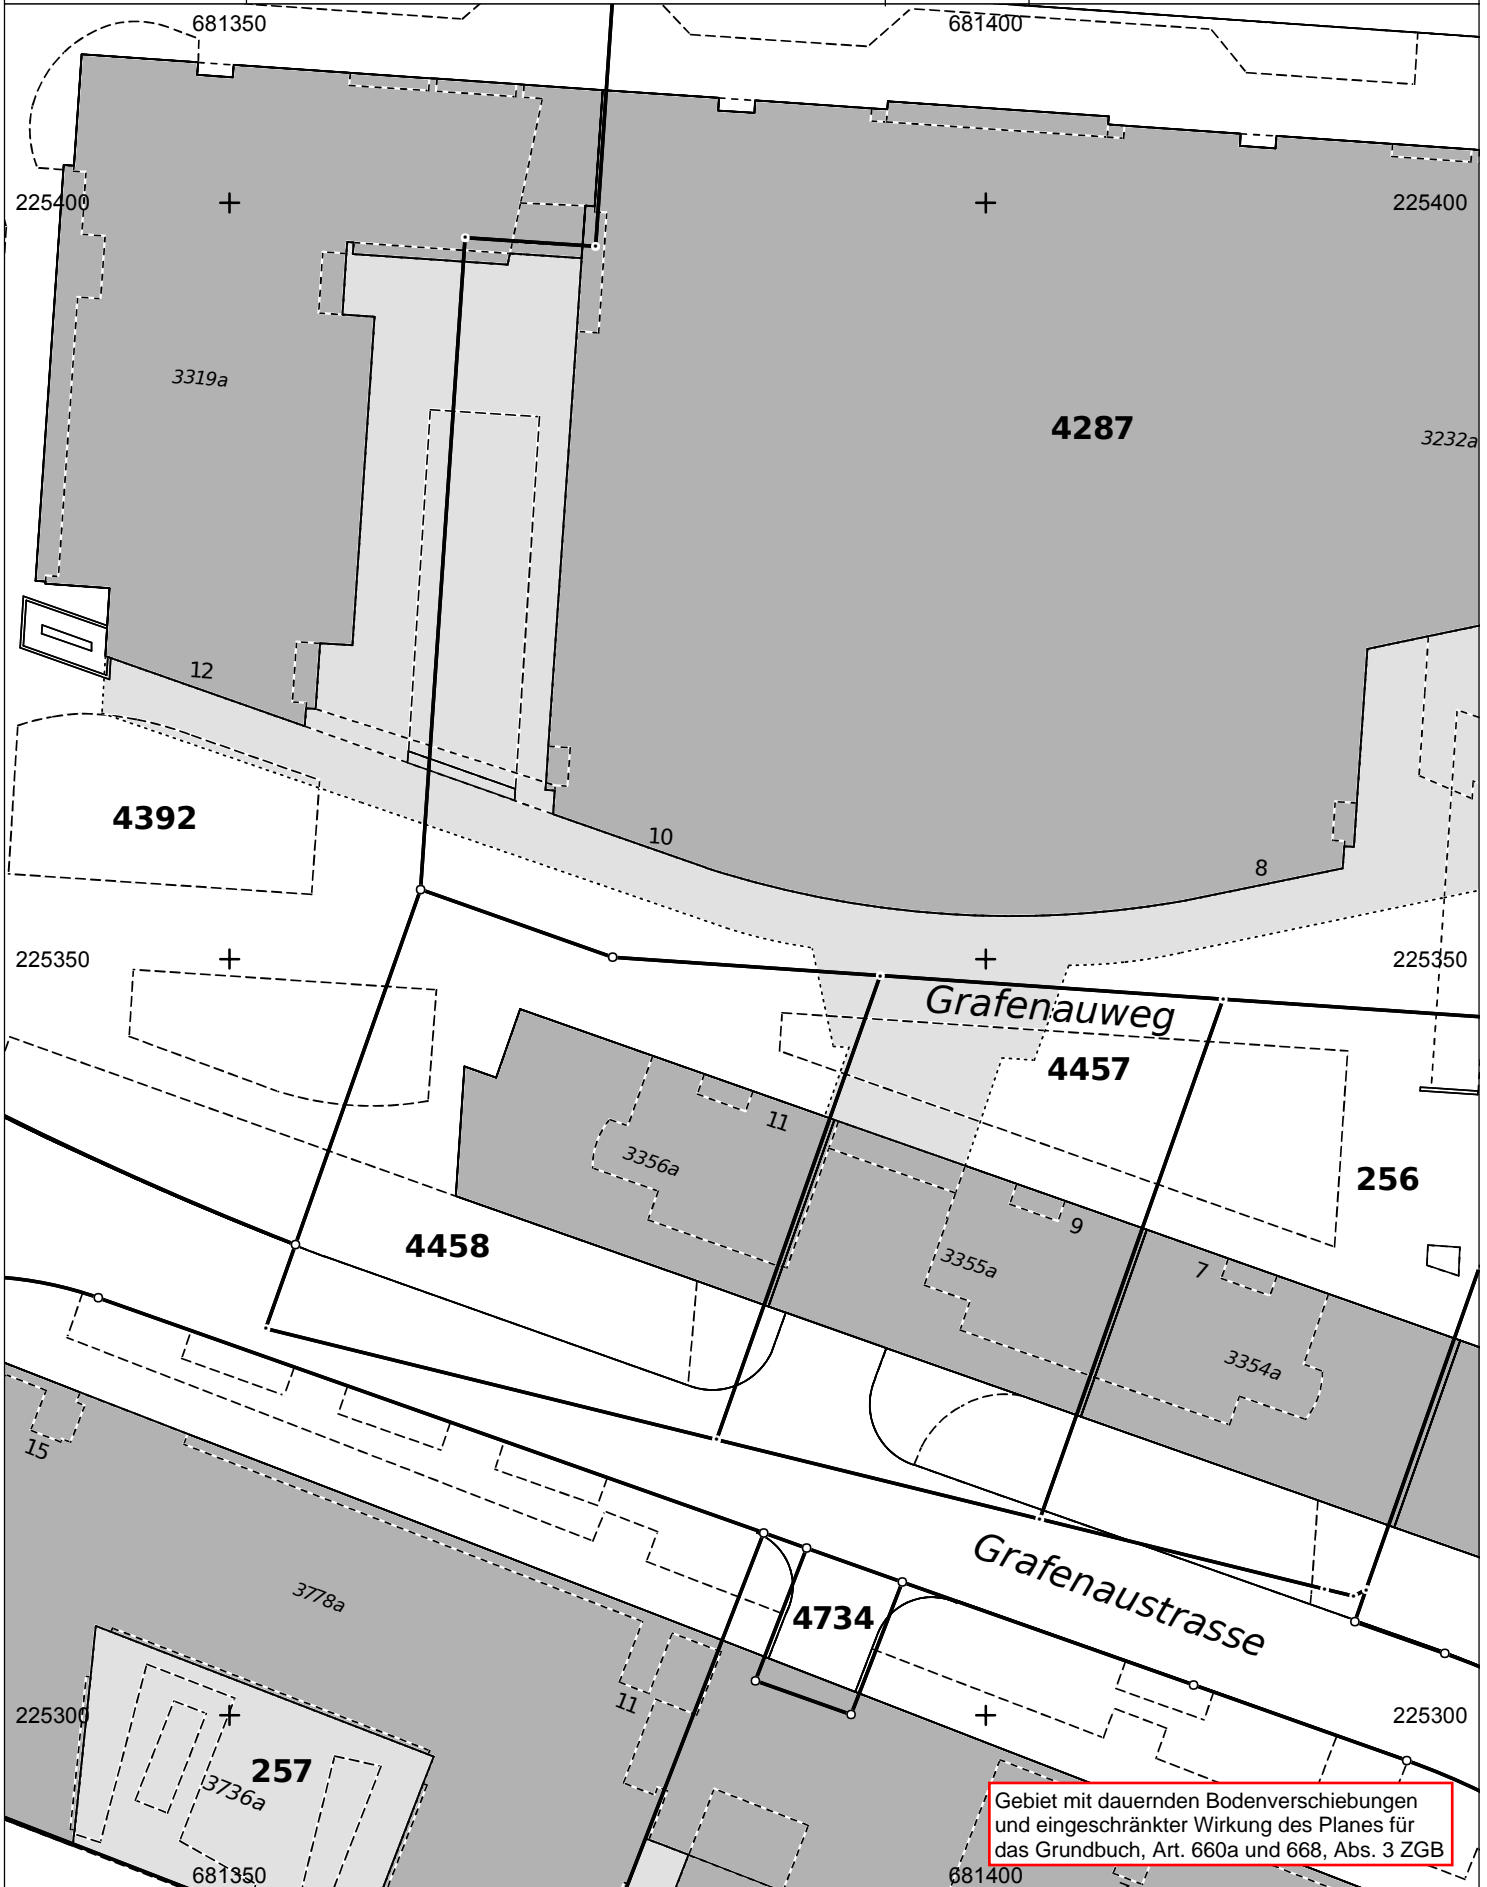 681350
681400
225400
225400
3319a
4287
3232a
12
4392
10
8
225350
225350
Grafenauweg
4457
11
3356a
256
9
4458
3355a
7
3354a
15
Grafenaustrasse
3778a
4734
11
225300
225300
257
3736a
Gebiet mit dauernden Bodenverschiebungen
und eingeschränkter Wirkung des Planes für
das Grundbuch, Art. 660a und 668, Abs. 3 ZGB
681350
681400